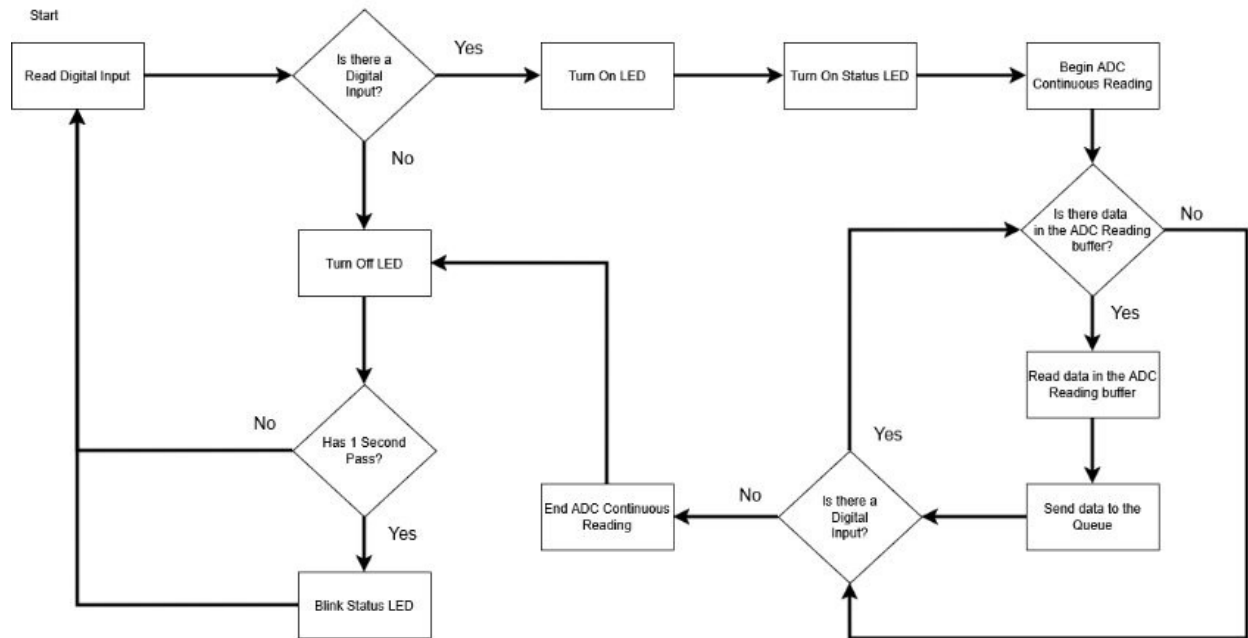 Start
Read Digital Input
Is there a
Digital
Input?
Yes
Turn On LED
Turn On Status LED
Begin ADC
Continuous Reading
No
Turn Off LED
Is there data
in the ADC Reading
buffer?
No
Yes
Read data in the ADC
Reading buffer
Has 1 Second
Pass?
No
Yes
Yes
No
Is there a
Digital
Input?
End ADC Continuous
Reading
Send data to the
Queue
Blink Status LED